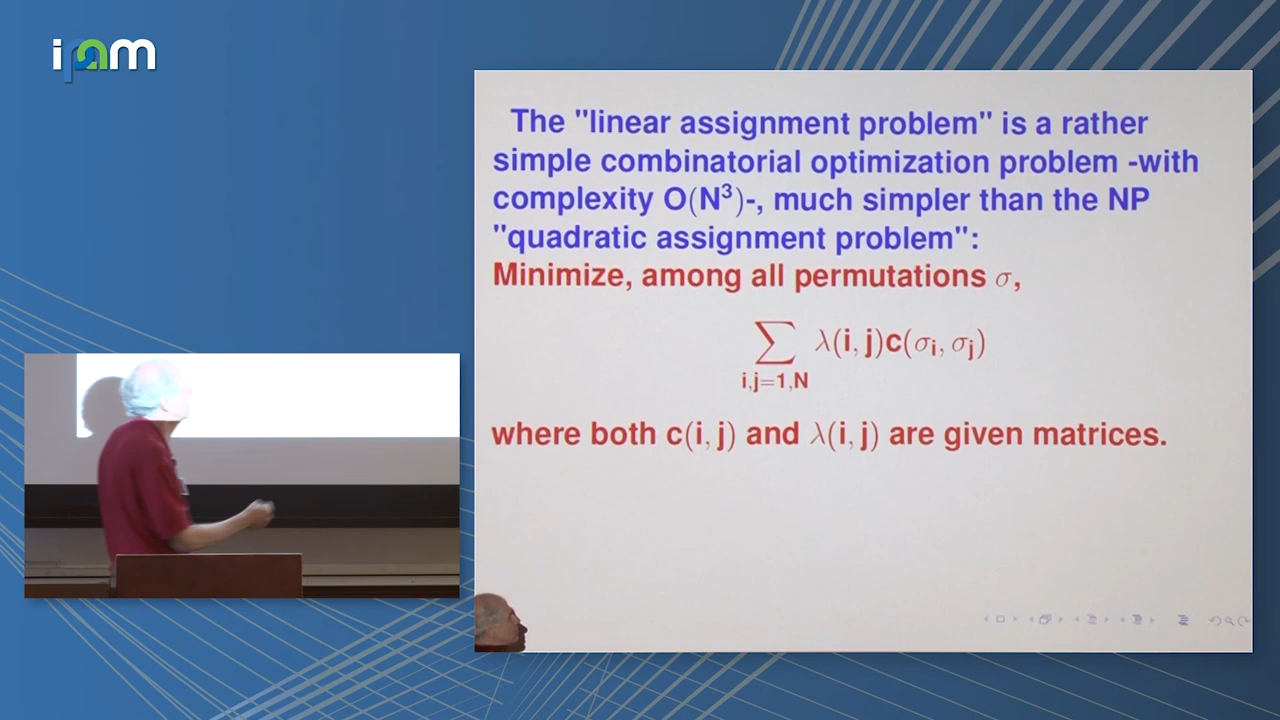 ipam
The "linear assignment problem" is a rather
simple combinatorial optimization problem -with
complexity O(N³)-, much simpler than the NP
"quadratic assignment problem":
Minimize, among all permutations σ,
∑ λ(i, j)c(σᵢ, σⱼ)
i,j=1,N
where both c(i, j) and λ(i, j) are given matrices.